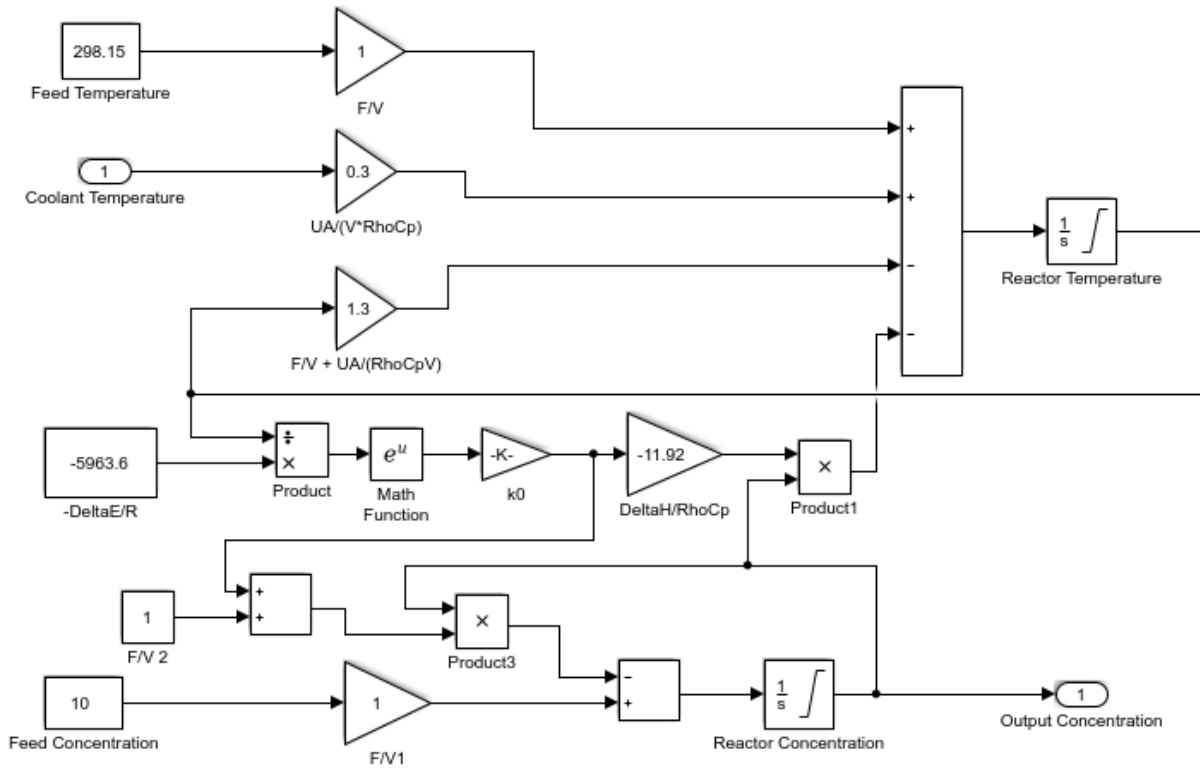 298.15
Feed Temperature
1
F/V
1
Coolant Temperature
0.3
UA/(V*RhoCp)
1.3
F/V + UA/(RhoCpV)
+
+
−
−
1
s
Reactor Temperature
-5963.6
-DeltaE/R
÷
×
Product
e^u
Math
Function
-K-
k0
-11.92
DeltaH/RhoCp
×
Product1
1
F/V 2
+
+
×
Product3
10
Feed Concentration
1
F/V1
−
+
1
s
Reactor Concentration
1
Output Concentration